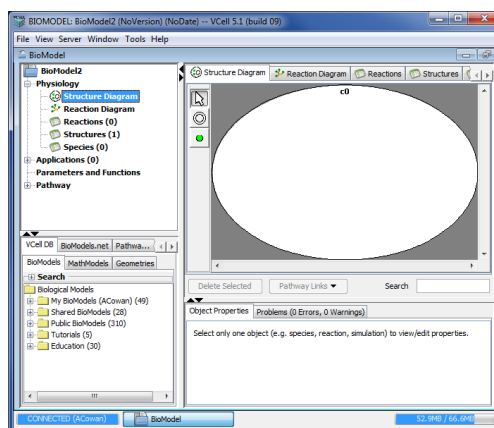 BIOMODEL: BioModel2 (NoVersion) (NoDate) -- VCell 5.1 (build 09)
File View Server Window Tools Help
BioModel
BioModel2
Physiology
Structure Diagram
Reaction Diagram
Reactions (0)
Structures (1)
Species (0)
Applications (0)
Parameters and Functions
Pathway
VCell DB BioModels.net Pathwa...
BioModels MathModels Geometries
Search
Biological Models
My BioModels (ACowan) (49)
Shared BioModels (28)
Public BioModels (310)
Tutorials (5)
Education (30)
Structure Diagram Reaction Diagram Reactions Structures
c0
Delete Selected Pathway Links Search
Object Properties Problems (0 Errors, 0 Warnings)
Select only one object (e.g. species, reaction, simulation) to view/edit properties.
CONNECTED (ACowan) BioModel 52.9MB / 66.6MB